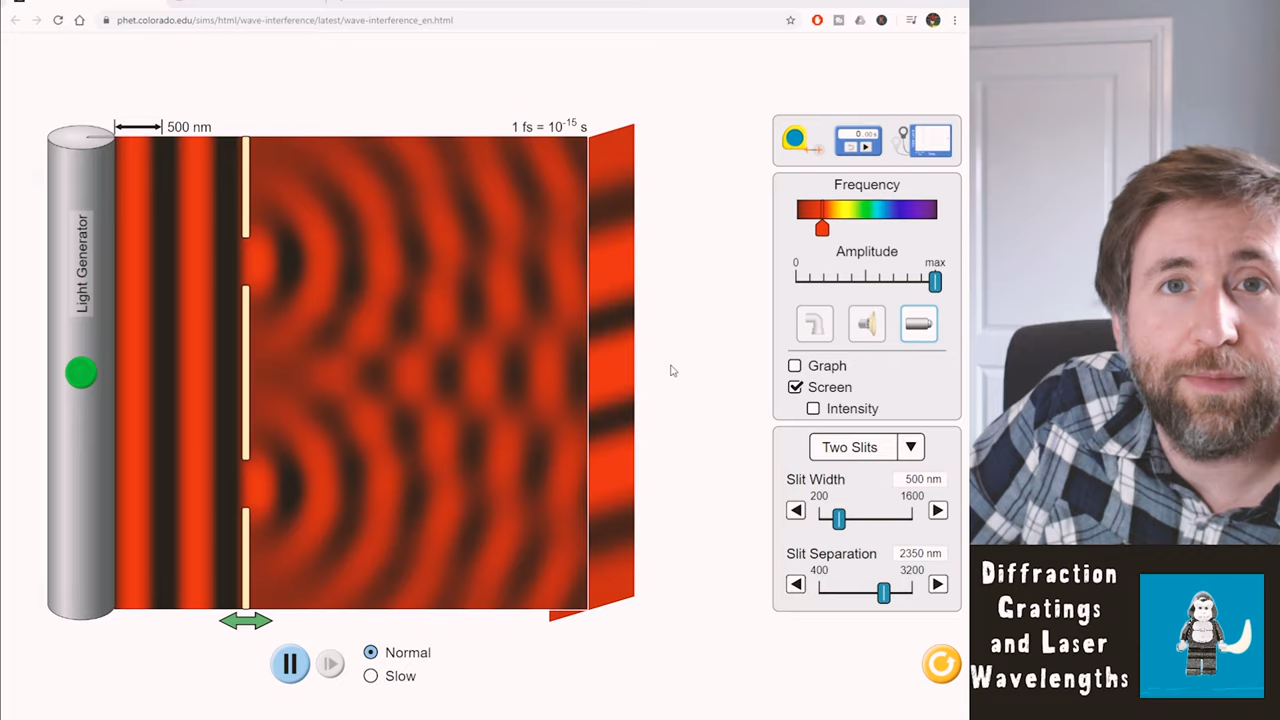 phet.colorado.edu/sims/html/wave-interference/latest/wave-interference_en.html
500 nm
1 fs = 10⁻¹⁵ s
Light Generator
0.00 s
Frequency
Amplitude
0
max
Graph
Screen
Intensity
Two Slits
Slit Width
500 nm
200
1600
Slit Separation
2350 nm
400
3200
Normal
Slow
Diffraction
Gratings
and Laser
Wavelengths